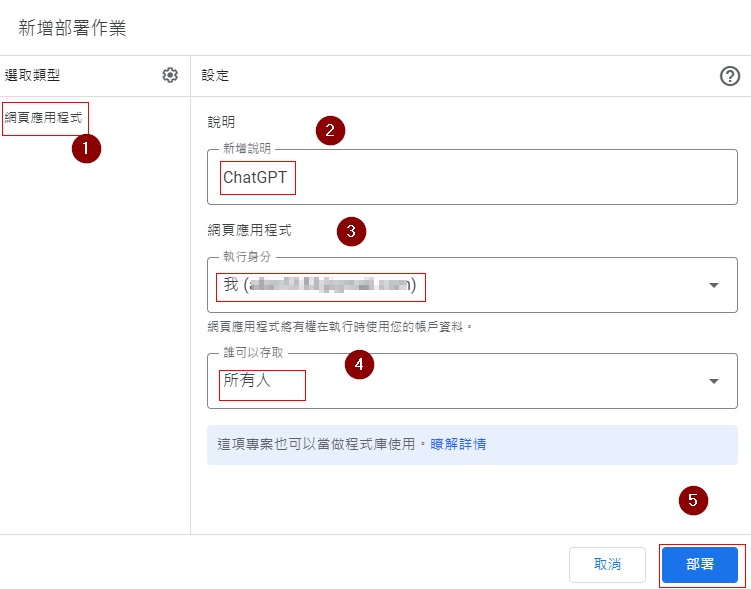 新增部署作業
選取類型
設定
網頁應用程式
1
說明
2
新增說明
ChatGPT
網頁應用程式
3
執行身分
我 (
網頁應用程式將有權在執行時使用您的帳戶資料。
誰可以存取
4
所有人
這項專案也可以當做程式庫使用。瞭解詳情
5
取消
部署